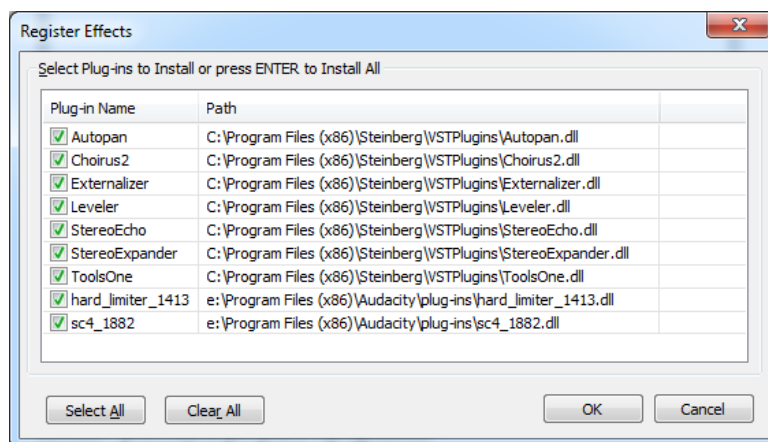 Register Effects
Select Plug-ins to Install or press ENTER to Install All
Plug-in Name Path
Autopan C:\Program Files (x86)\Steinberg\VSTPlugins\Autopan.dll
Choirus2 C:\Program Files (x86)\Steinberg\VSTPlugins\Choirus2.dll
Externalizer C:\Program Files (x86)\Steinberg\VSTPlugins\Externalizer.dll
Leveler C:\Program Files (x86)\Steinberg\VSTPlugins\Leveler.dll
StereoEcho C:\Program Files (x86)\Steinberg\VSTPlugins\StereoEcho.dll
StereoExpander C:\Program Files (x86)\Steinberg\VSTPlugins\StereoExpander.dll
ToolsOne C:\Program Files (x86)\Steinberg\VSTPlugins\ToolsOne.dll
hard_limiter_1413 e:\Program Files (x86)\Audacity\plug-ins\hard_limiter_1413.dll
sc4_1882 e:\Program Files (x86)\Audacity\plug-ins\sc4_1882.dll
Select All Clear All OK Cancel